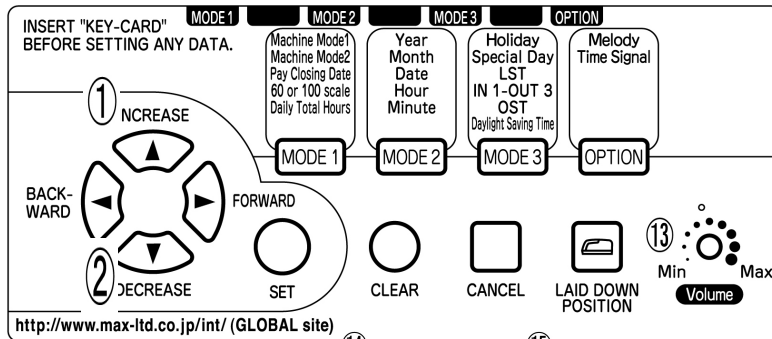 MODE 1 MODE 2 MODE 3 OPTION
INSERT "KEY-CARD"
BEFORE SETTING ANY DATA.
Machine Mode1
Machine Mode2
Pay Closing Date
60 or 100 scale
Daily Total Hours
Year
Month
Date
Hour
Minute
Holiday
Special Day
LST
IN 1-OUT 3
OST
Daylight Saving Time
Melody
Time Signal
MODE 1 MODE 2 MODE 3 OPTION
① NCREASE
BACK-
WARD
FORWARD
② DECREASE
SET CLEAR CANCEL LAID DOWN
POSITION
⑬
Min Max
Volume
http://www.max-ltd.co.jp/int/ (GLOBAL site)
⑭ ⑮